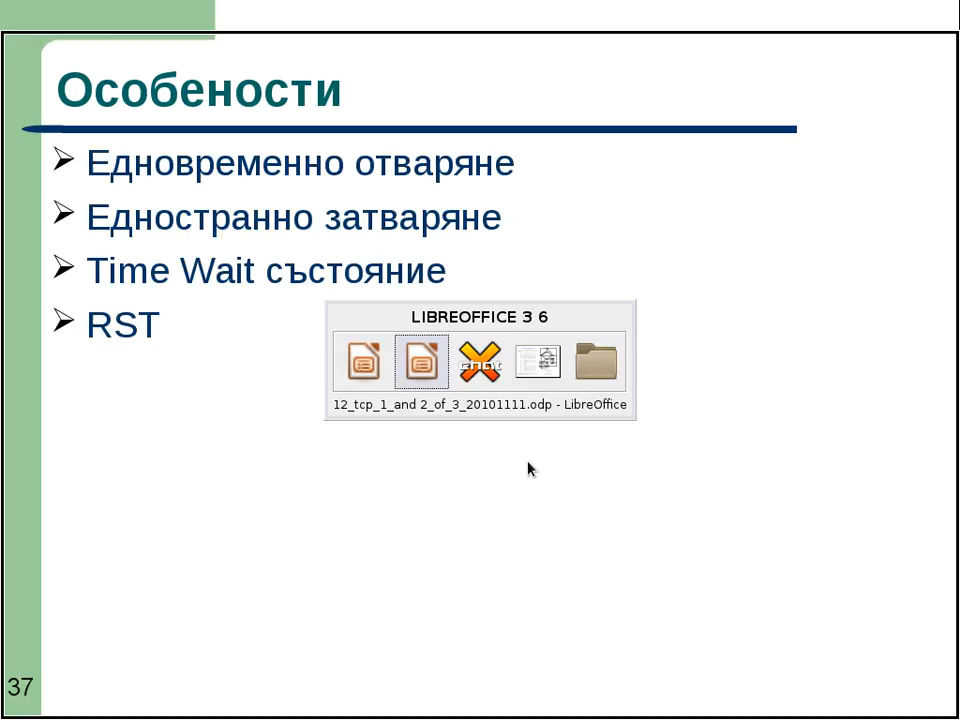 Особености
Едновременно отваряне
Едностранно затваряне
Time Wait състояние
RST
LIBREOFFICE 3 6
12_tcp_1_and 2_of_3_20101111.odp - LibreOffice
37